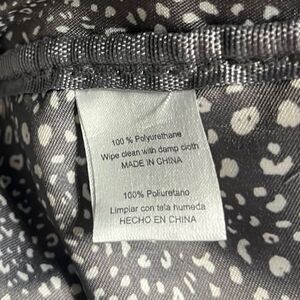 100 % Polyurethane
Wipe clean with damp cloth
MADE IN CHINA
100% Poliuretano
Limpiar con tela humeda
HECHO EN CHINA